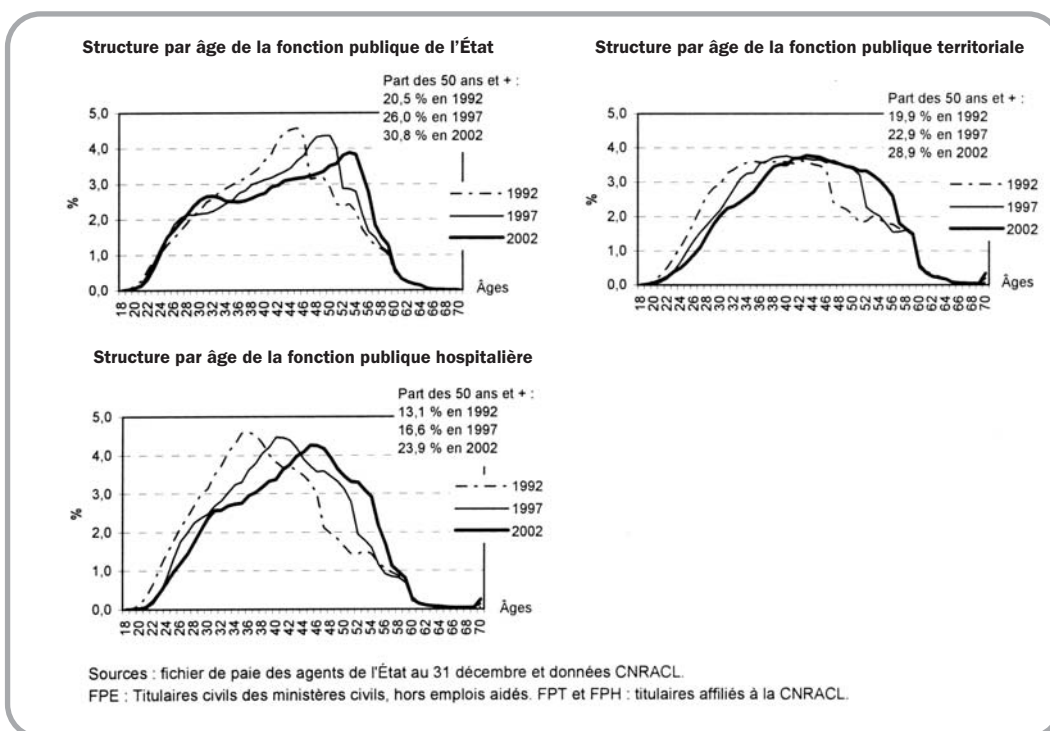 Structure par âge de la fonction publique de l'État
Part des 50 ans et + :
20,5 % en 1992
26,0 % en 1997
30,8 % en 2002
5,0
4,0
3,0
2,0
1,0
0,0
%
1992
1997
2002
Âges
18 20 22 24 26 28 30 32 34 36 38 40 42 44 46 48 50 52 54 56 58 60 62 64 66 68 70
Structure par âge de la fonction publique territoriale
Part des 50 ans et + :
19,9 % en 1992
22,9 % en 1997
28,9 % en 2002
5,0
4,0
3,0
2,0
1,0
0,0
%
1992
1997
2002
Âges
18 20 22 24 26 28 30 32 34 36 38 40 42 44 46 48 50 52 54 56 58 60 62 64 66 68 70
Structure par âge de la fonction publique hospitalière
Part des 50 ans et + :
13,1 % en 1992
16,6 % en 1997
23,9 % en 2002
5,0
4,0
3,0
2,0
1,0
0,0
%
1992
1997
2002
Âges
18 20 22 24 26 28 30 32 34 36 38 40 42 44 46 48 50 52 54 56 58 60 62 64 66 68 70
Sources : fichier de paie des agents de l'État au 31 décembre et données CNRACL.
FPE : Titulaires civils des ministères civils, hors emplois aidés. FPT et FPH : titulaires affiliés à la CNRACL.